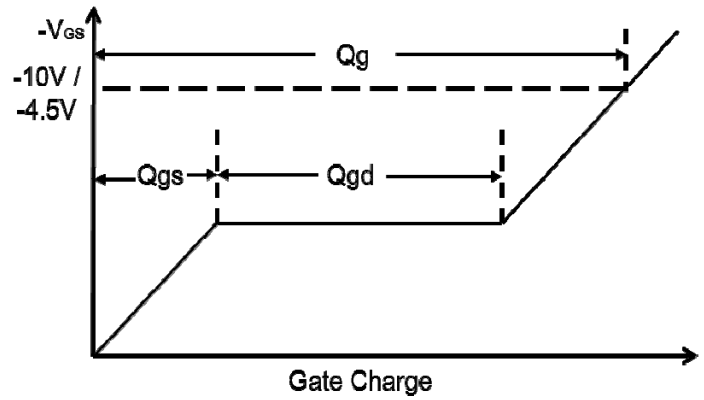 -VGS
Qg
-10V /
-4.5V
Qgs
Qgd
Gate Charge